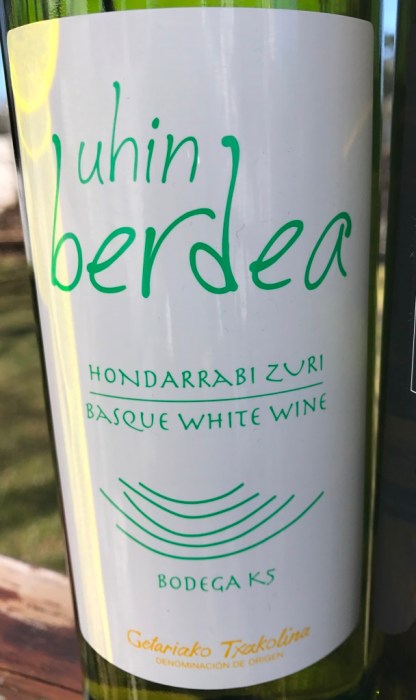 uhin
berdea
HONDARRABI ZURI
BASQUE WHITE WINE
BODEGA K5
Getariako Txakolina
DENOMINACIÓN DE ORIGEN